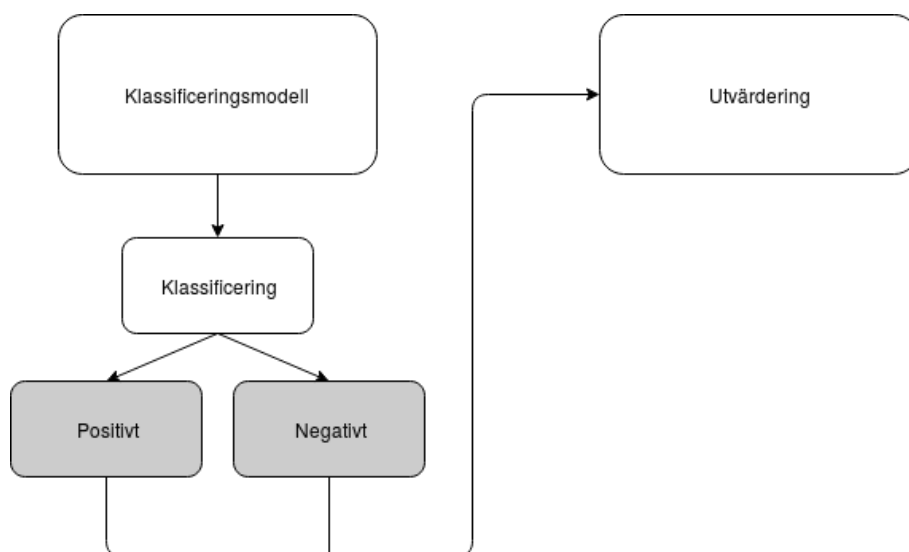 Klassificeringsmodell
Utvärdering
Klassificering
Positivt
Negativt